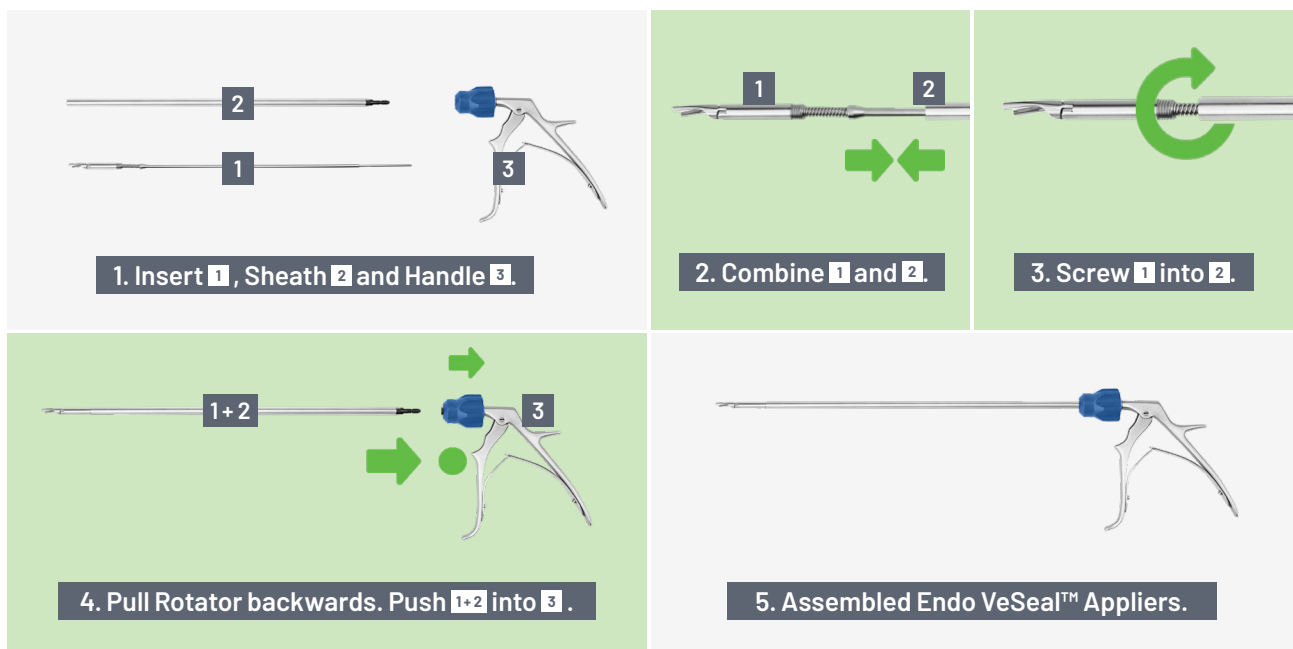 2
1
3
1. Insert 1 , Sheath 2 and Handle 3.
1
2
2. Combine 1 and 2.
3. Screw 1 into 2.
1+2
3
4. Pull Rotator backwards. Push 1+2 into 3 .
5. Assembled Endo VeSeal™ Appliers.